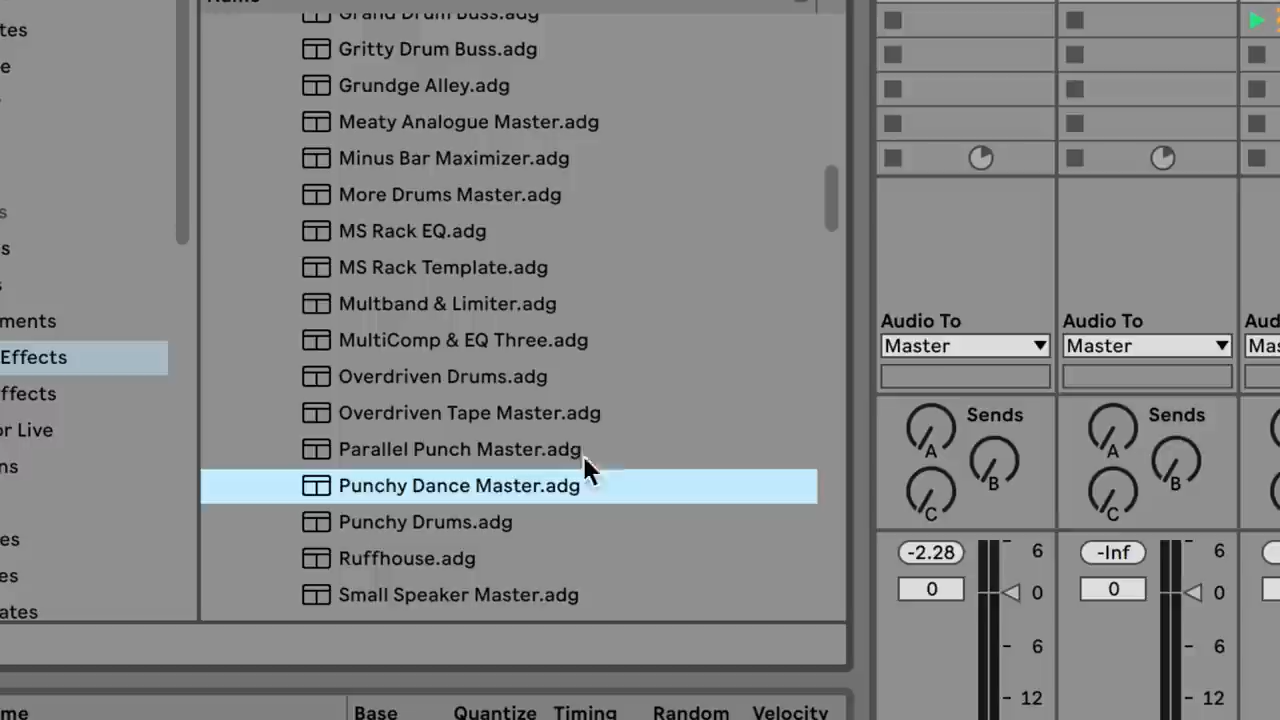 Name
Grand Drum Buss.adg
Gritty Drum Buss.adg
Grundge Alley.adg
Meaty Analogue Master.adg
Minus Bar Maximizer.adg
More Drums Master.adg
MS Rack EQ.adg
MS Rack Template.adg
Multband & Limiter.adg
MultiComp & EQ Three.adg
Overdriven Drums.adg
Overdriven Tape Master.adg
Parallel Punch Master.adg
Punchy Dance Master.adg
Punchy Drums.adg
Ruffhouse.adg
Small Speaker Master.adg
tes
e
s
s
ments
Effects
ffects
or Live
ns
es
es
ates
Audio To Audio To Aud
Master Master Ma
Sends Sends
A A
B B
C C
-2.28 6 -Inf 6
0 0 0 0
6 6
12 12
me Base Quantize Timing Random Velocity